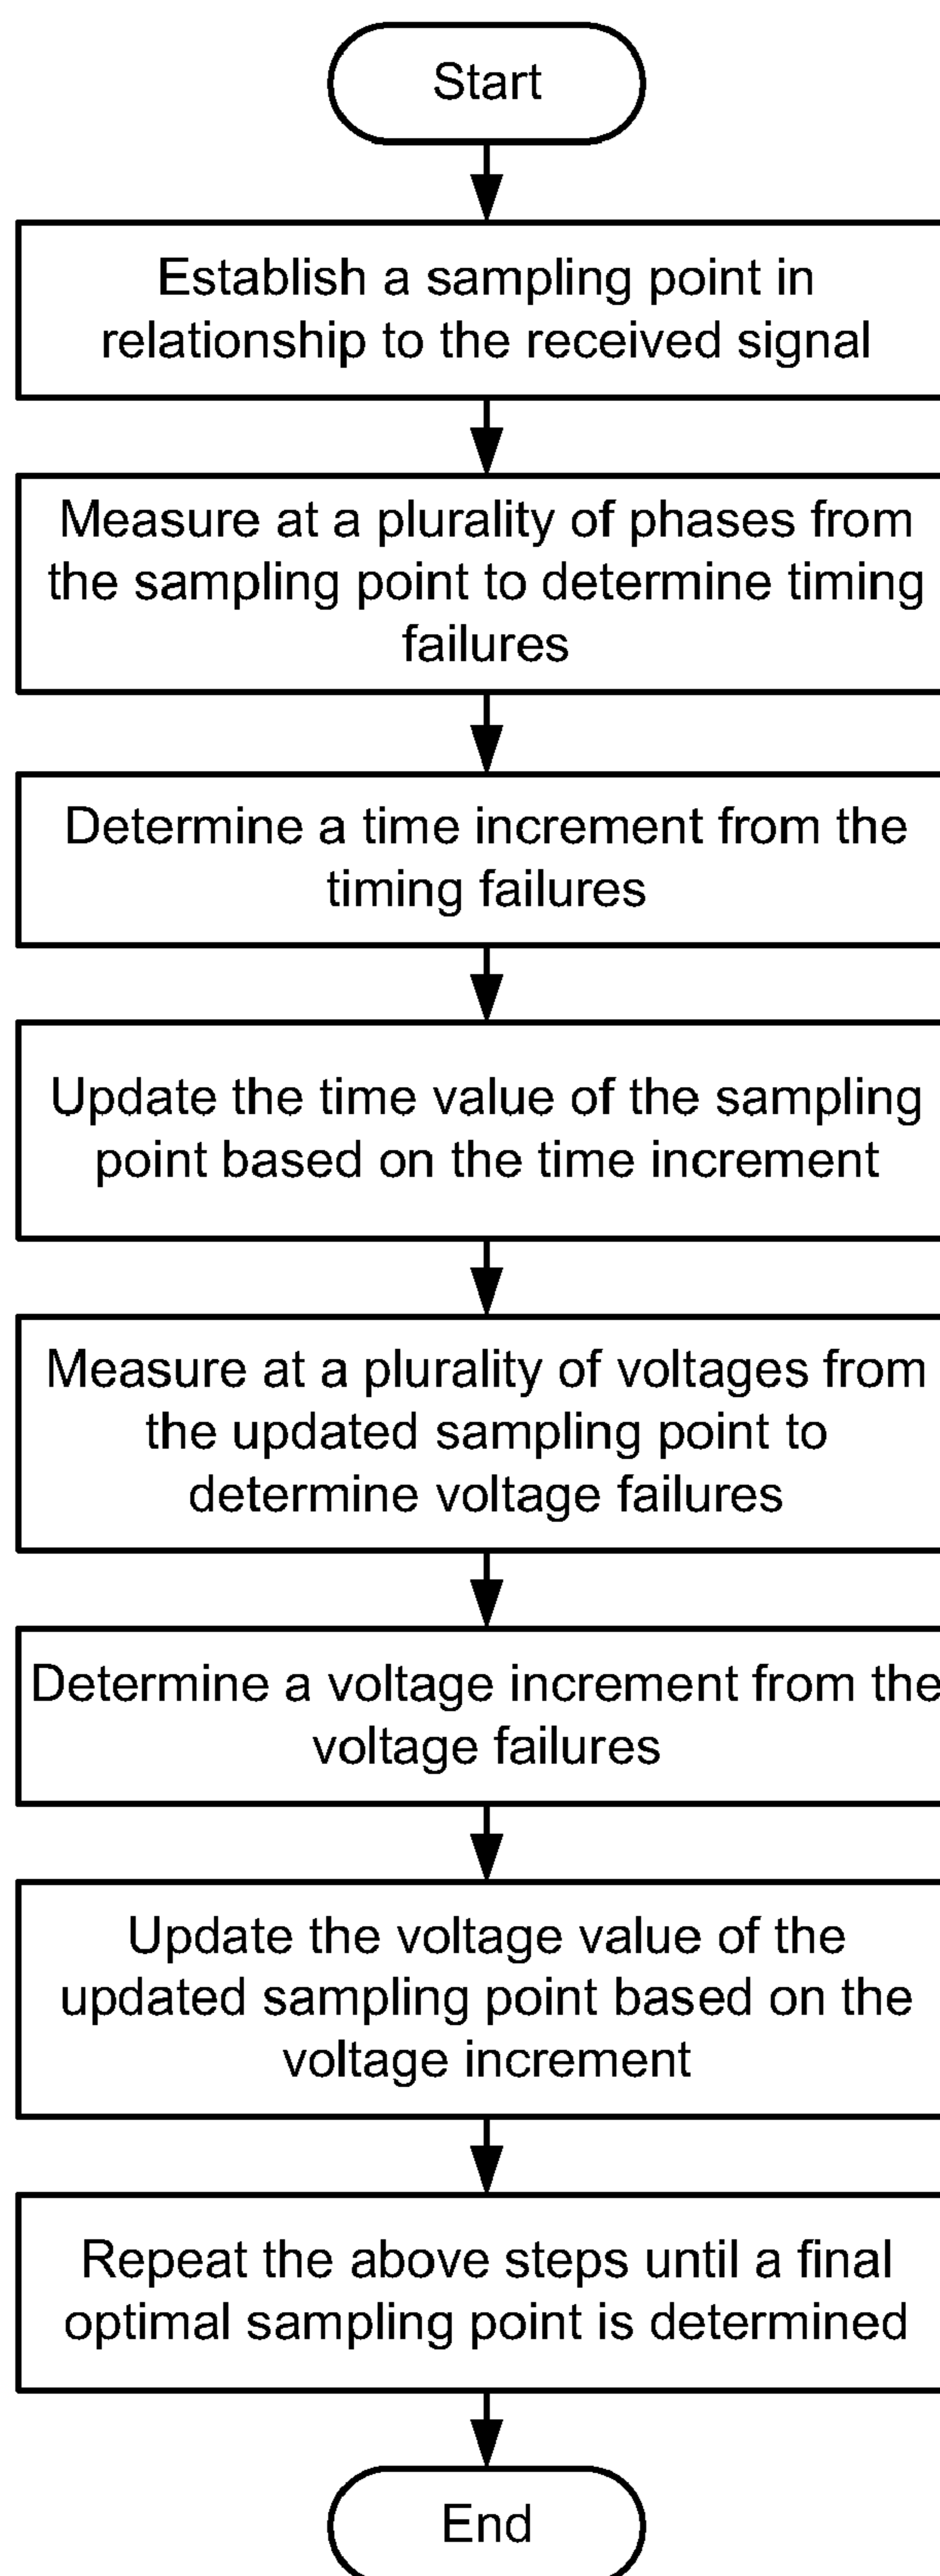 Start
Establish a sampling point in
relationship to the received signal
Measure at a plurality of phases from
the sampling point to determine timing
failures
Determine a time increment from the
timing failures
Update the time value of the sampling
point based on the time increment
Measure at a plurality of voltages from
the updated sampling point to
determine voltage failures
Determine a voltage increment from the
voltage failures
Update the voltage value of the
updated sampling point based on the
voltage increment
Repeat the above steps until a final
optimal sampling point is determined
End